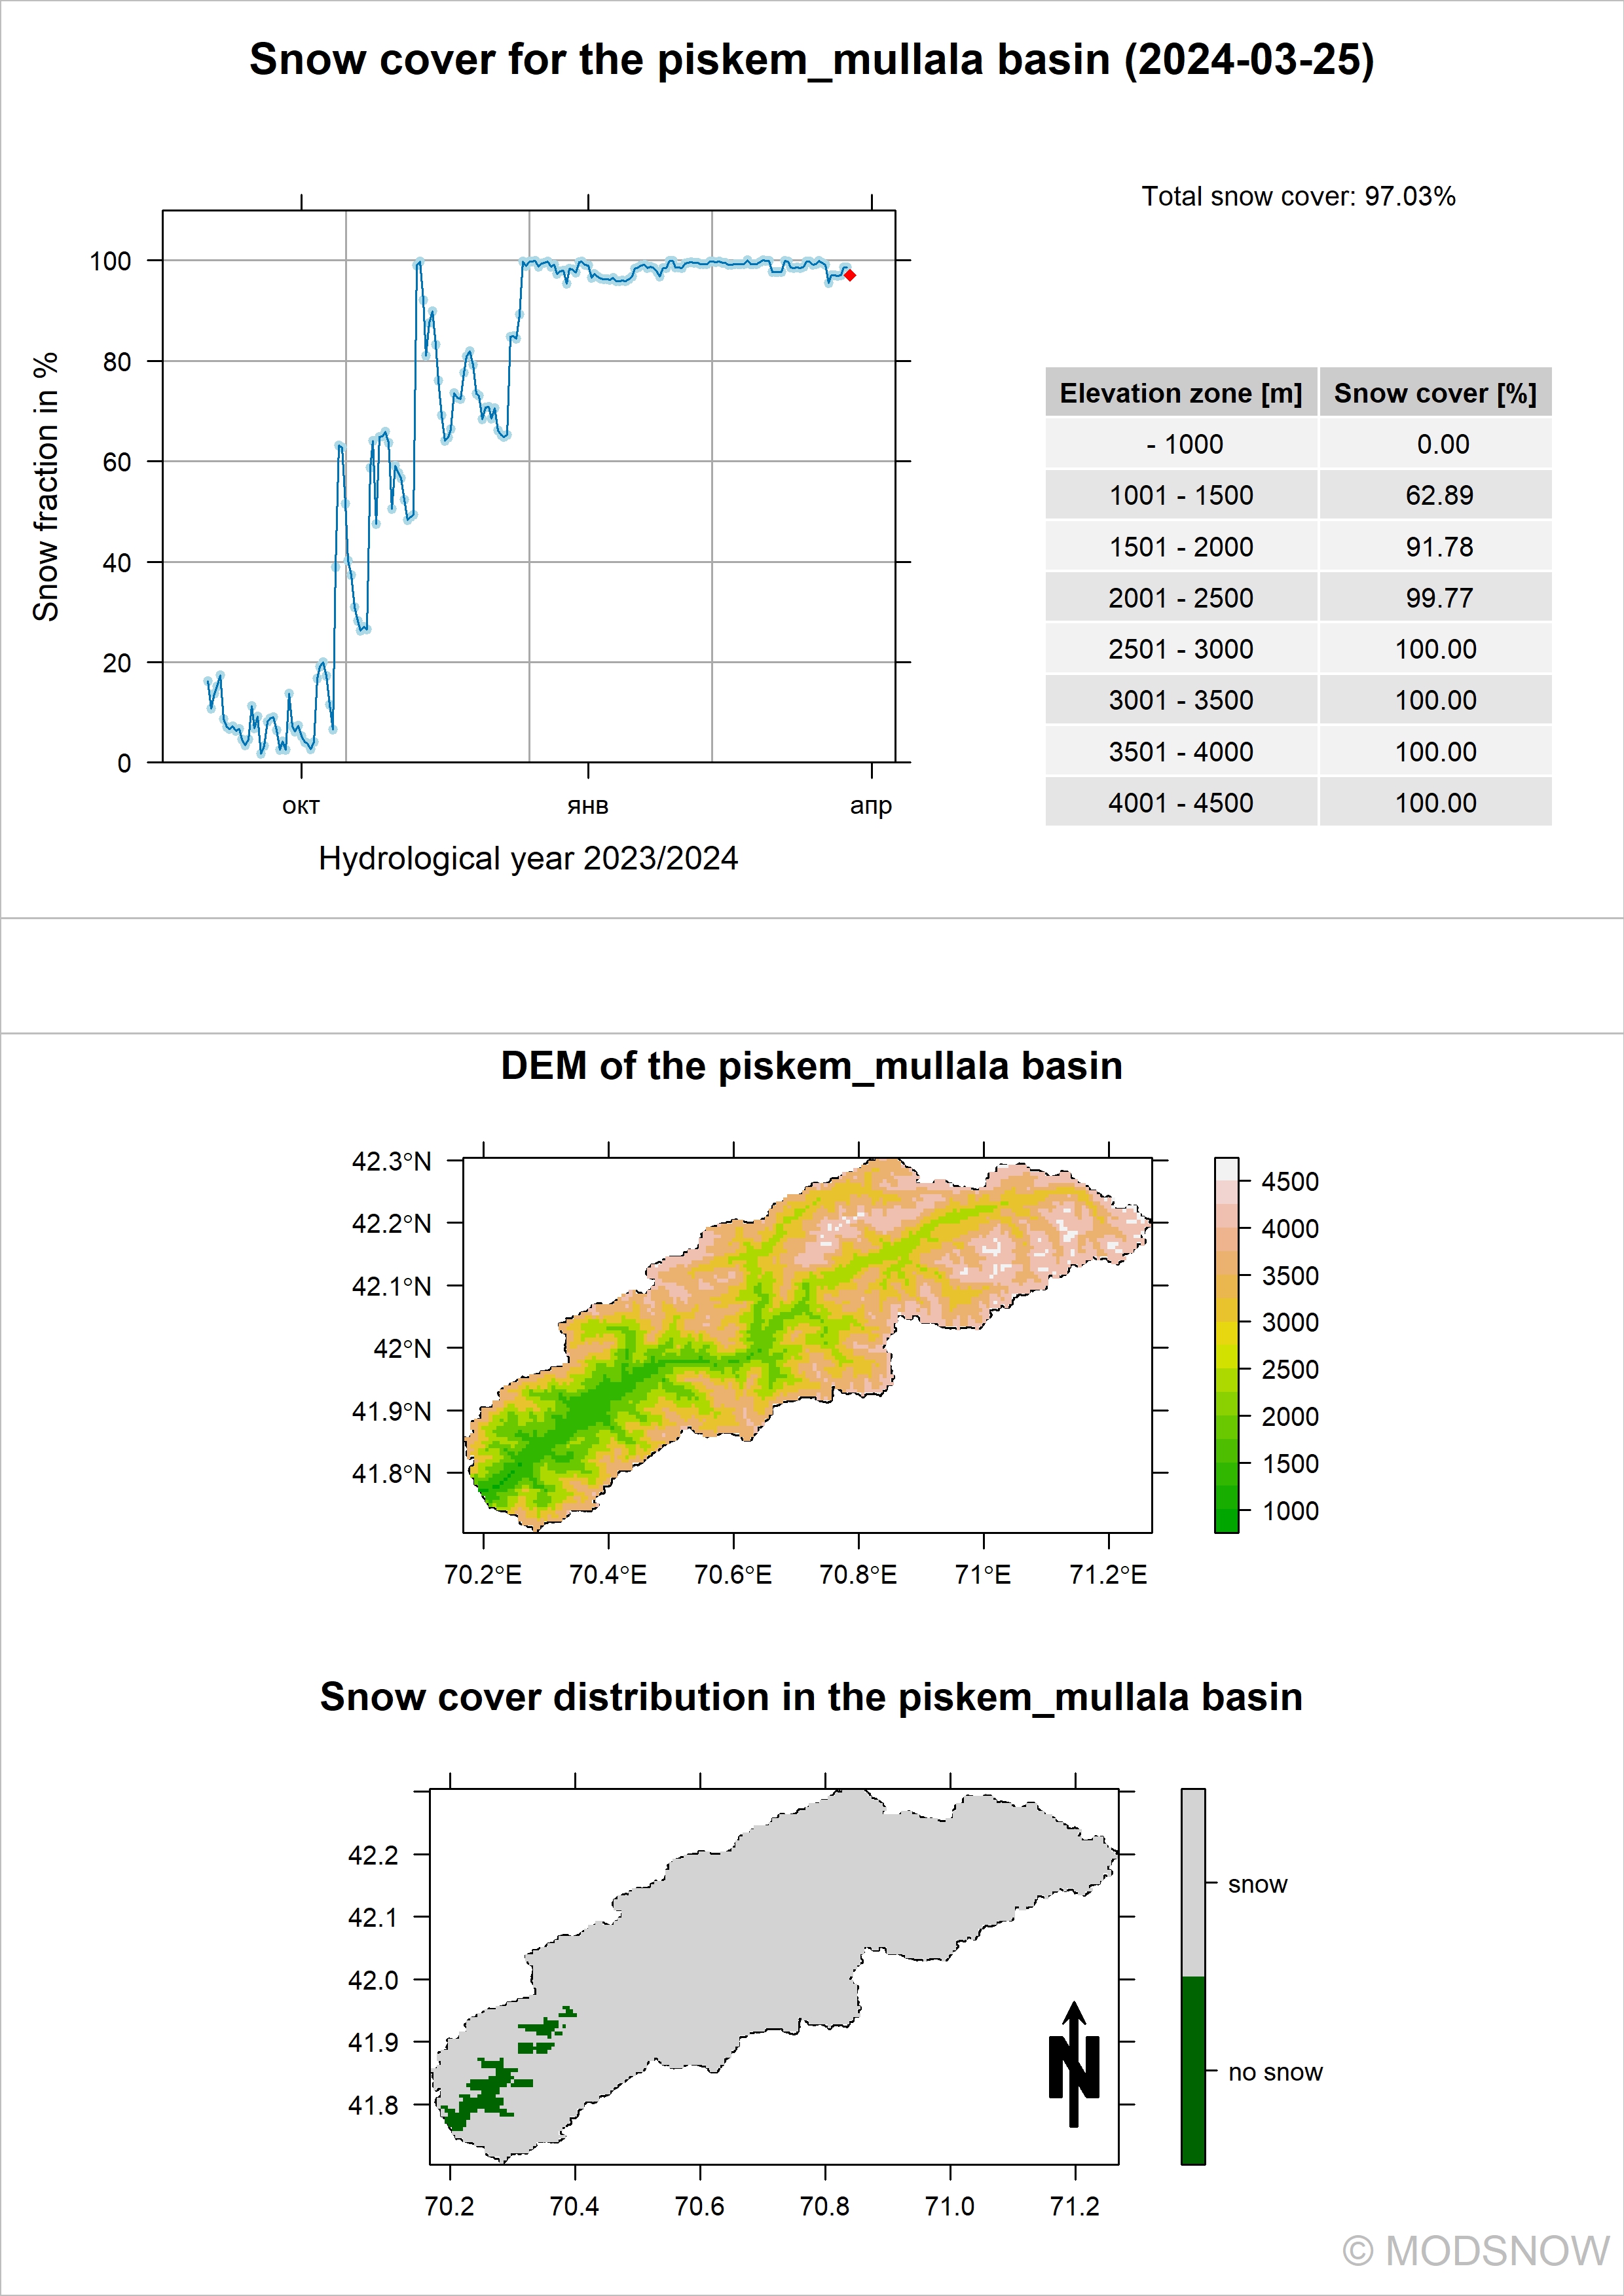 Snow cover for the piskem_mullala basin (2024-03-25)
Total snow cover: 97.03%
Snow fraction in %
100
80
60
40
20
0
окт янв апр
Hydrological year 2023/2024
Elevation zone [m] Snow cover [%]
- 1000 0.00
1001 - 1500 62.89
1501 - 2000 91.78
2001 - 2500 99.77
2501 - 3000 100.00
3001 - 3500 100.00
3501 - 4000 100.00
4001 - 4500 100.00
DEM of the piskem_mullala basin
42.3°N
42.2°N
42.1°N
42°N
41.9°N
41.8°N
70.2°E 70.4°E 70.6°E 70.8°E 71°E 71.2°E
4500
4000
3500
3000
2500
2000
1500
1000
Snow cover distribution in the piskem_mullala basin
42.2
42.1
42.0
41.9
41.8
70.2 70.4 70.6 70.8 71.0 71.2
N
snow
no snow
© MODSNOW